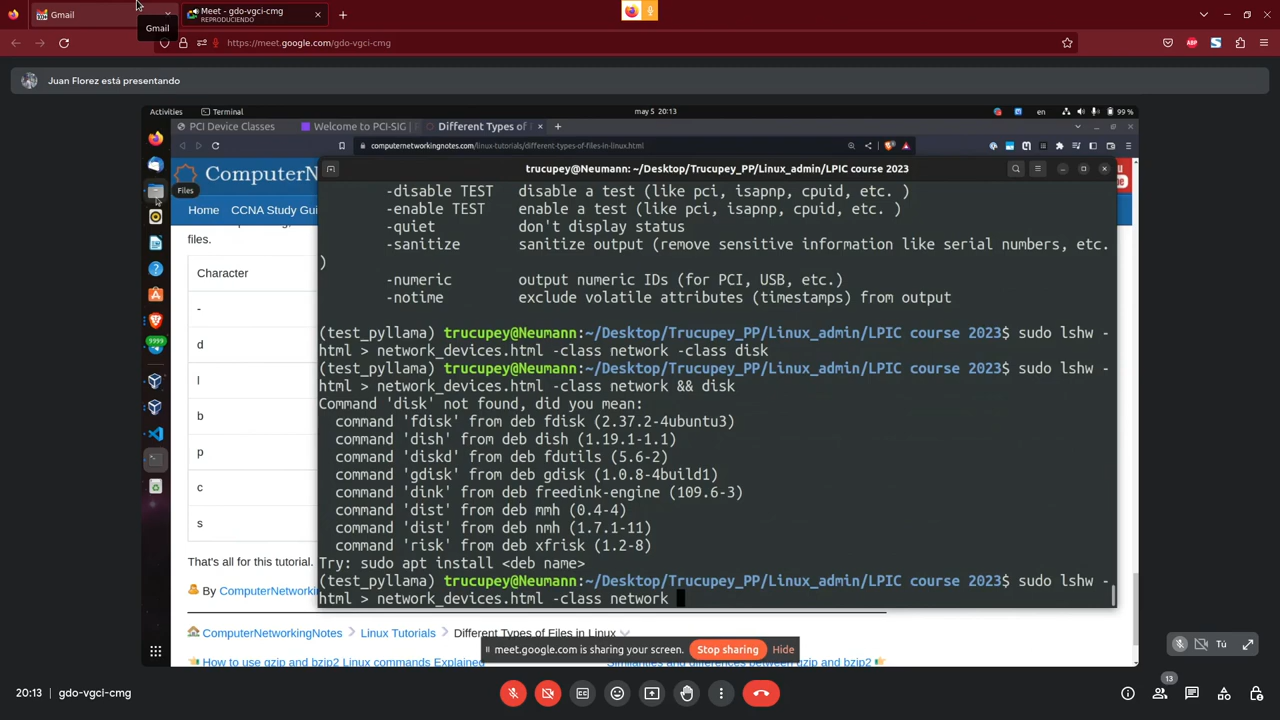 Gmail
Meet - gdo-vgci-cmg
REPRODUCIENDO
Gmail
https://meet.google.com/gdo-vgci-cmg
Juan Florez está presentando
Activities
Terminal
may 5 20:13
en
99 %
PCI Device Classes
Welcome to PCI-SIG
Different Types of
computernetworkingnotes.com/linux-tutorials/different-types-of-files-in-linux.html
ComputerN
trucupey@Neumann: ~/Desktop/Trucupey_PP/Linux_admin/LPIC course 2023
Files
Home CCNA Study Gui
files.
Character
-
d
l
b
p
c
s
-disable TEST disable a test (like pci, isapnp, cpuid, etc. )
-enable TEST enable a test (like pci, isapnp, cpuid, etc. )
-quiet don't display status
-sanitize sanitize output (remove sensitive information like serial numbers, etc.
)
-numeric output numeric IDs (for PCI, USB, etc.)
-notime exclude volatile attributes (timestamps) from output
(test_pyllama) trucupey@Neumann:~/Desktop/Trucupey_PP/Linux_admin/LPIC course 2023$ sudo lshw -
html > network_devices.html -class network -class disk
(test_pyllama) trucupey@Neumann:~/Desktop/Trucupey_PP/Linux_admin/LPIC course 2023$ sudo lshw -
html > network_devices.html -class network && disk
Command 'disk' not found, did you mean:
command 'fdisk' from deb fdisk (2.37.2-4ubuntu3)
command 'dish' from deb dish (1.19.1-1.1)
command 'diskd' from deb fdutils (5.6-2)
command 'gdisk' from deb gdisk (1.0.8-4build1)
command 'dink' from deb freedink-engine (109.6-3)
command 'dist' from deb mmh (0.4-4)
command 'dist' from deb nmh (1.7.1-11)
command 'risk' from deb xfrisk (1.2-8)
Try: sudo apt install <deb name>
(test_pyllama) trucupey@Neumann:~/Desktop/Trucupey_PP/Linux_admin/LPIC course 2023$ sudo lshw -
html > network_devices.html -class network
That's all for this tutorial.
By ComputerNetworkin
ComputerNetworkingNotes Linux Tutorials Different Types of Files in Linux
meet.google.com is sharing your screen. Stop sharing Hide
How to use gzip and bzip2 Linux commands Explained
Similarities and differences between gzip and bzip2
Tú
20:13 gdo-vgci-cmg
13